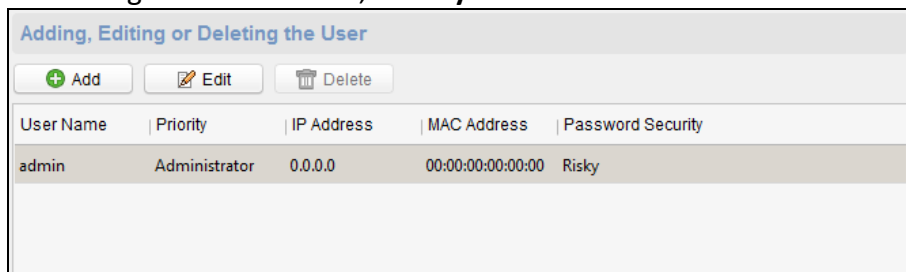 Adding, Editing or Deleting the User
Add Edit Delete
User Name Priority IP Address MAC Address Password Security
admin Administrator 0.0.0.0 00:00:00:00:00:00 Risky